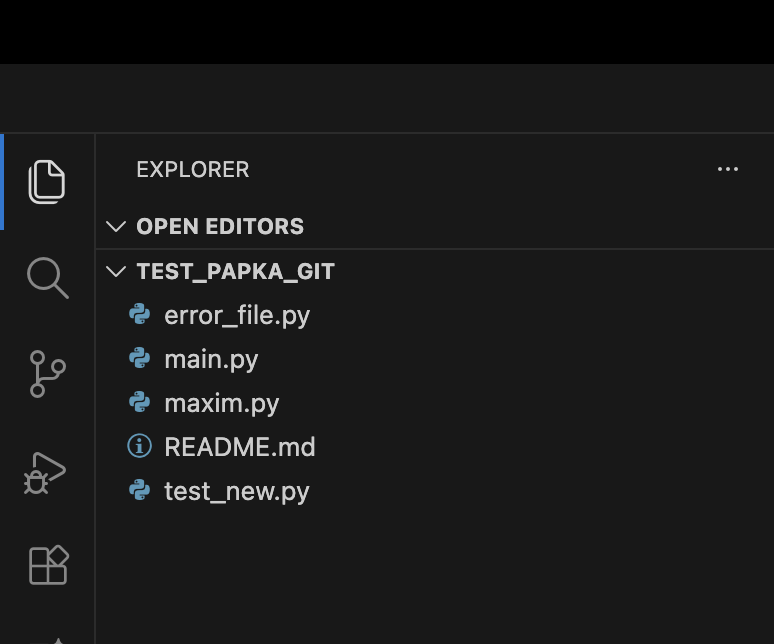 EXPLORER
OPEN EDITORS
TEST_PAPKA_GIT
error_file.py
main.py
maxim.py
README.md
test_new.py